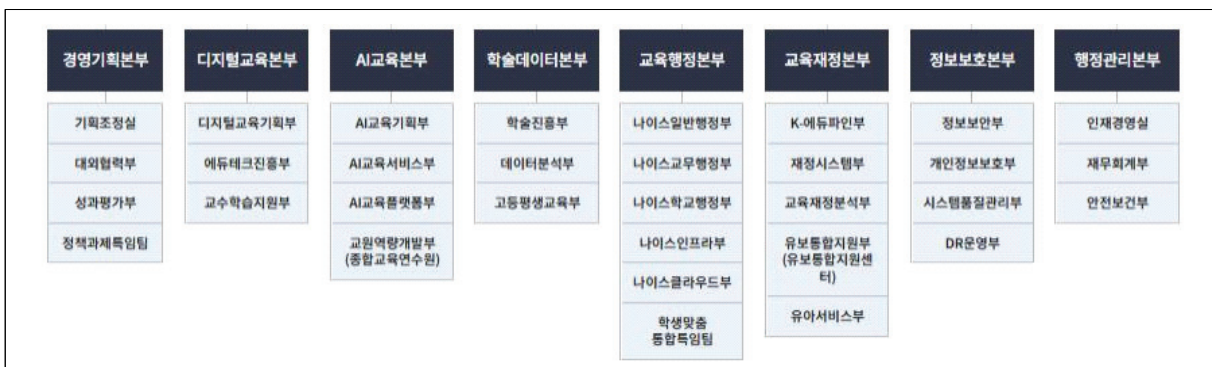 경영기획본부
기획조정실
대외협력부
성과평가부
정책과제특임팀
디지털교육본부
디지털교육기획부
에듀테크진흥부
교수학습지원부
AI교육본부
AI교육기획부
AI교육서비스부
AI교육플랫폼부
교원역량개발부
(종합교육연수원)
학술데이터본부
학술진흥부
데이터분석부
고등평생교육부
교육행정본부
나이스일반행정부
나이스교무행정부
나이스학교행정부
나이스인프라부
나이스클라우드부
학생맞춤
통합특임팀
교육재정본부
K-에듀파인부
재정시스템부
교육재정분석부
유보통합지원부
(유보통합지원센
터)
유아서비스부
정보보호본부
정보보안부
개인정보보호부
시스템품질관리부
DR운영부
행정관리본부
인재경영실
재무회계부
안전보건부